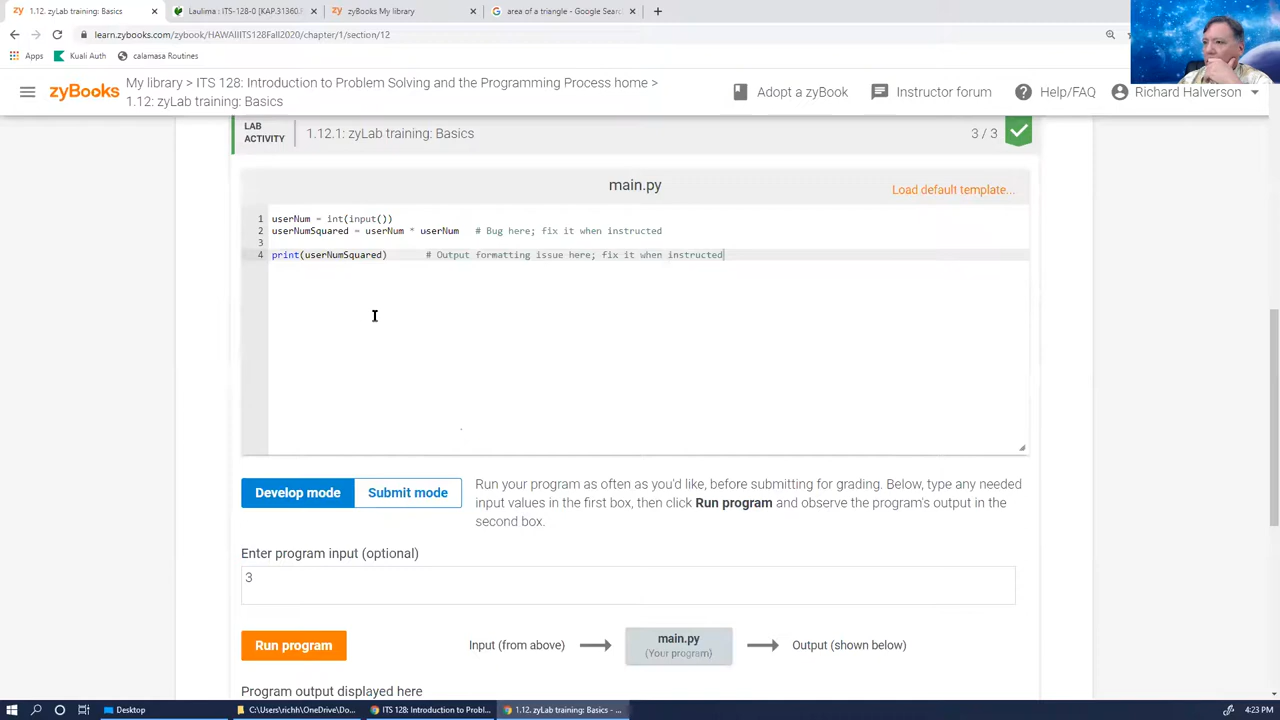 1.12. zyLab training: Basics
Laulima : ITS-128-0 [KAP.31360.
zyBooks My library
area of a triangle - Google Sear
learn.zybooks.com/zybook/HAWAIIITS128Fall2020/chapter/1/section/12
Apps
Kuali Auth
calamasa Routines
zyBooks
My library > ITS 128: Introduction to Problem Solving and the Programming Process home >
1.12: zyLab training: Basics
Adopt a zyBook
Instructor forum
Help/FAQ
Richard Halverson
LAB
ACTIVITY
1.12.1: zyLab training: Basics
3 / 3
main.py
Load default template...
1 userNum = int(input())
2 userNumSquared = userNum * userNum # Bug here; fix it when instructed
3
4 print(userNumSquared) # Output formatting issue here; fix it when instructed
Develop mode
Submit mode
Run your program as often as you'd like, before submitting for grading. Below, type any needed
input values in the first box, then click Run program and observe the program's output in the
second box.
Enter program input (optional)
3
Run program
Input (from above)
main.py
(Your program)
Output (shown below)
Program output displayed here
Desktop
C:\Users\richh\OneDrive\Do...
ITS 128: Introduction to Probl...
1.12. zyLab training: Basics - ...
4:23 PM